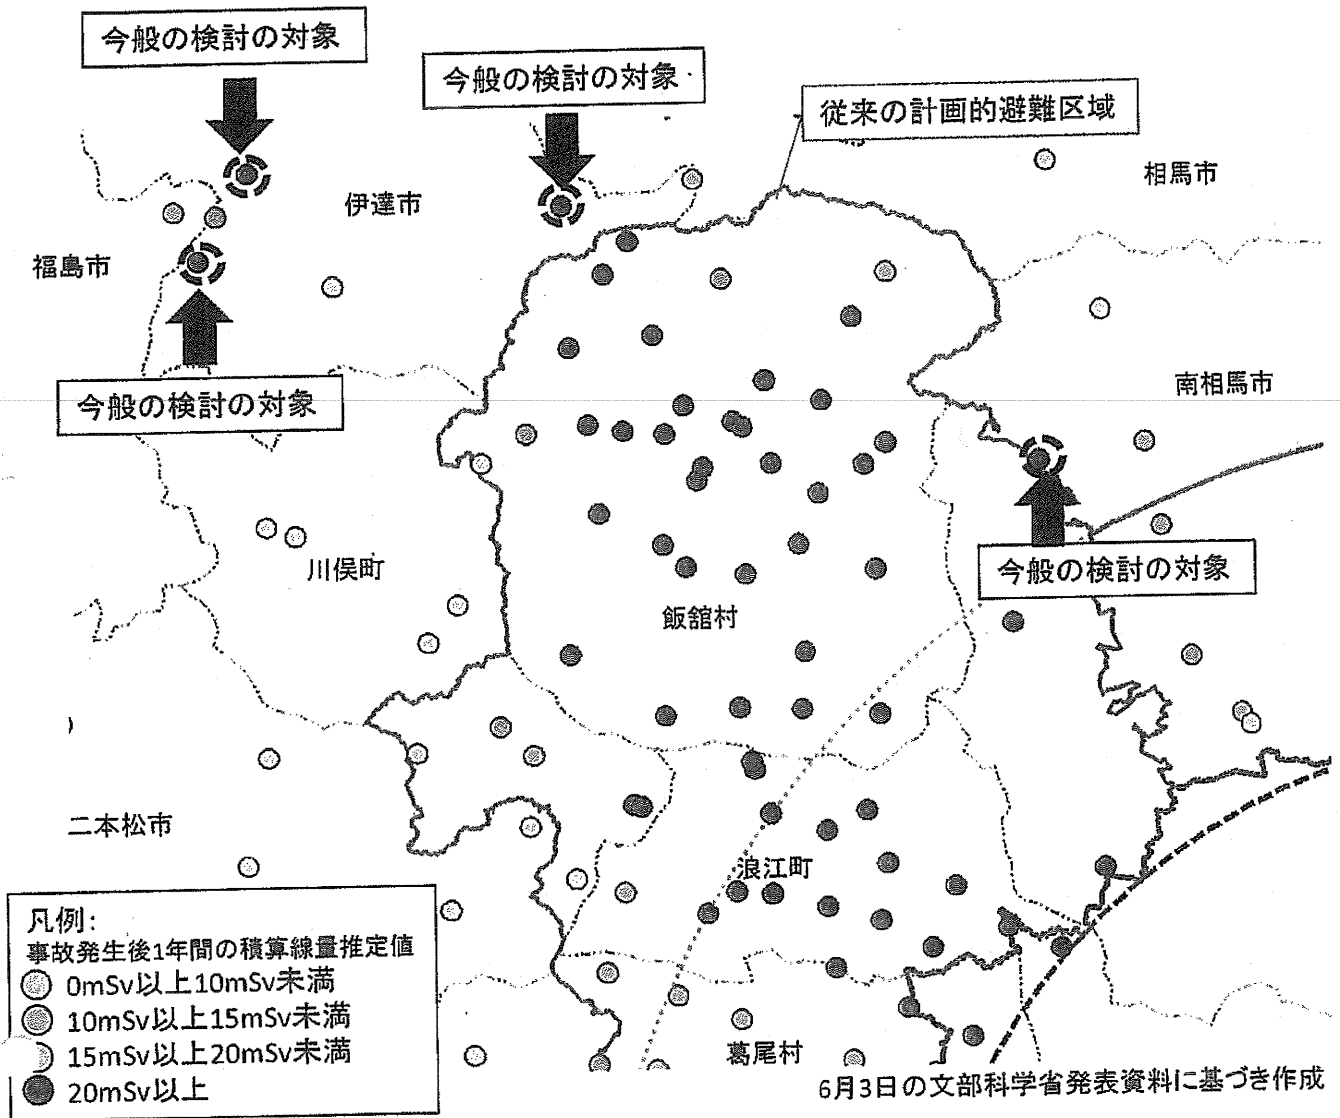 今般の検討の対象
今般の検討の対象
従来の計画的避難区域
相馬市
伊達市
福島市
今般の検討の対象
南相馬市
川俣町
今般の検討の対象
飯舘村
二本松市
浪江町
凡例:
事故発生後1年間の積算線量推定値
0mSv以上10mSv未満
10mSv以上15mSv未満
15mSv以上20mSv未満
20mSv以上
葛尾村
6月3日の文部科学省発表資料に基づき作成